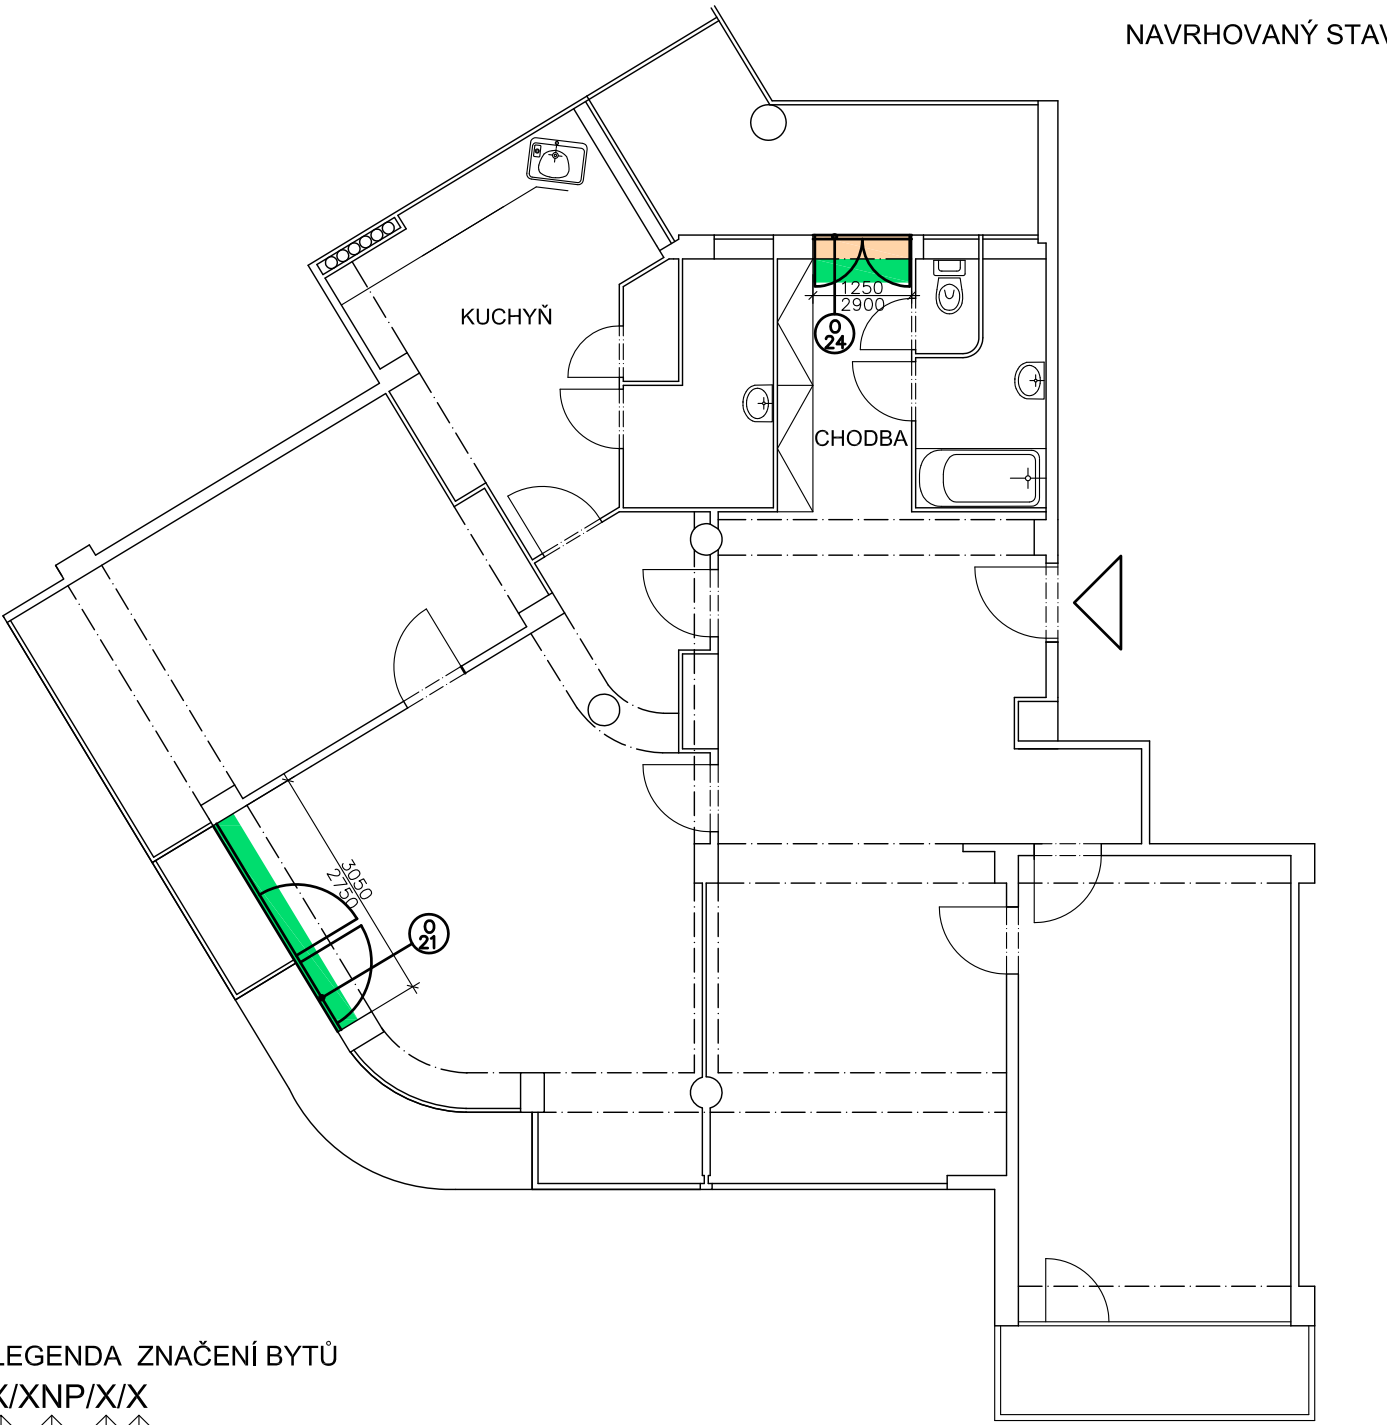 NAVRHOVANÝ STAV
KUCHYŇ
1250
2900
O
24
CHODBA
3050
2750
O
21
LEGENDA ZNAČENÍ BYTŮ
X/XNP/X/X